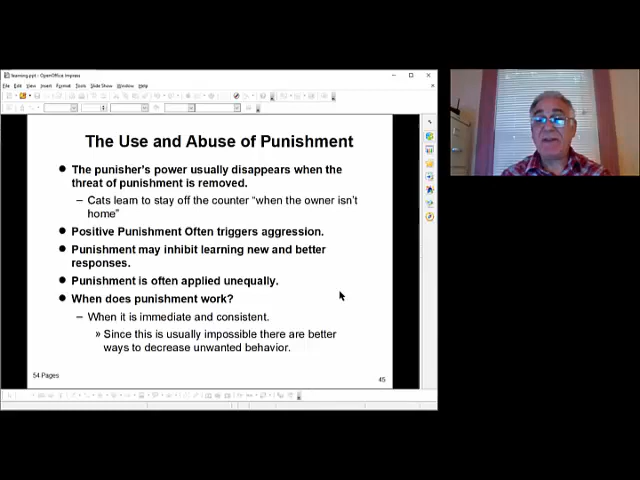 learning.ppt - OpenOffice Impress
File Edit View Insert Format Tools Slide Show Window Help
The Use and Abuse of Punishment
● The punisher's power usually disappears when the
threat of punishment is removed.
– Cats learn to stay off the counter "when the owner isn't
home"
● Positive Punishment Often triggers aggression.
● Punishment may inhibit learning new and better
responses.
● Punishment is often applied unequally.
● When does punishment work?
– When it is immediate and consistent.
» Since this is usually impossible there are better
ways to decrease unwanted behavior.
54 Pages
45